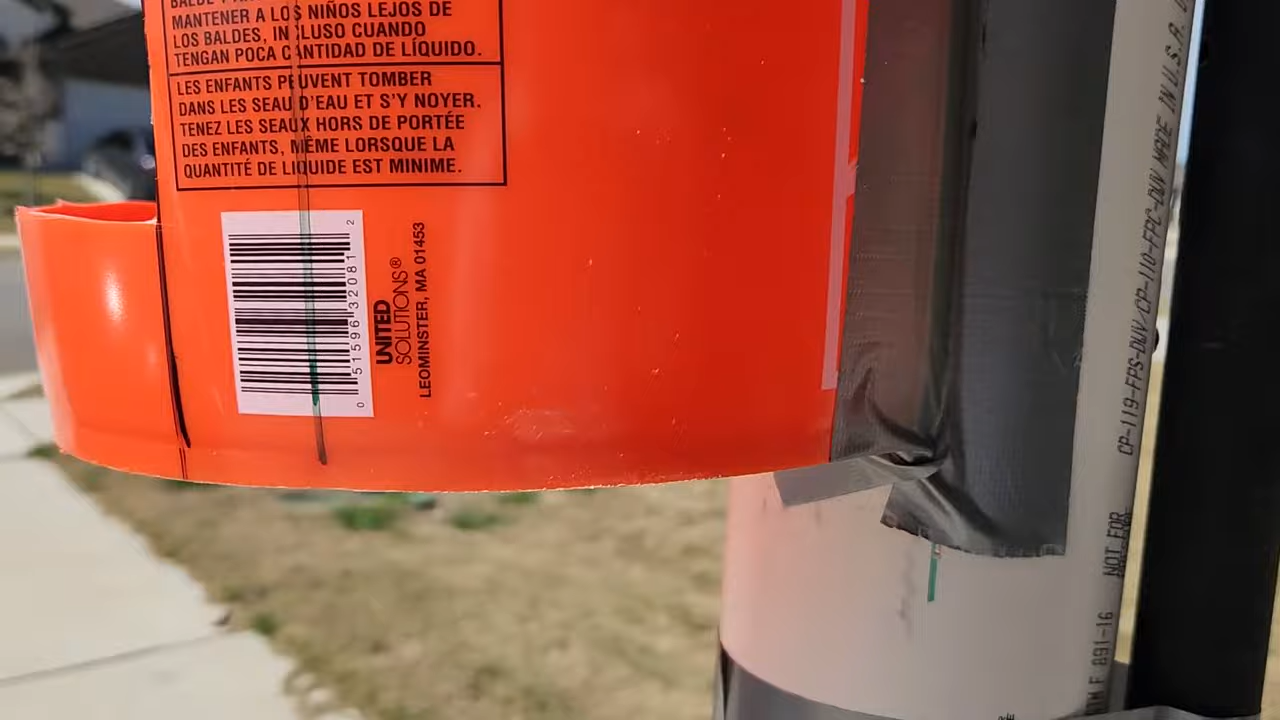 MANTENER A LOS NIÑOS LEJOS DE
LOS BALDES, INCLUSO CUANDO
TENGAN POCA CANTIDAD DE LÍQUIDO.
LES ENFANTS PEUVENT TOMBER
DANS LES SEAU D'EAU ET S'Y NOYER.
TENEZ LES SEAUX HORS DE PORTÉE
DES ENFANTS, MÊME LORSQUE LA
QUANTITÉ DE LIQUIDE EST MINIME.
0 51596 32081 2
UNITED
SOLUTIONS®
LEOMINSTER, MA 01453
CP-119-FPS-DUV/CP-110-FPC-DUV MADE IN U.S.A.
NOT FOR
F 891-16